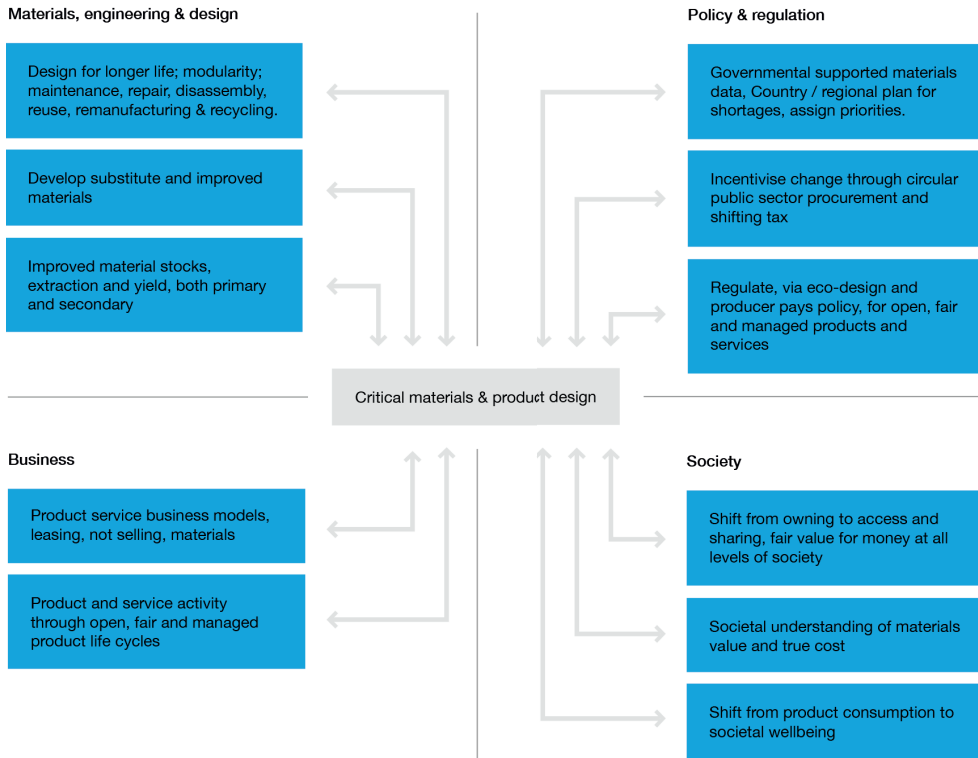 Materials, engineering & design
Design for longer life; modularity;
maintenance, repair, disassembly,
reuse, remanufacturing & recycling.
Develop substitute and improved
materials
Improved material stocks,
extraction and yield, both primary
and secondary
Policy & regulation
Governmental supported materials
data, Country / regional plan for
shortages, assign priorities.
Incentivise change through circular
public sector procurement and
shifting tax
Regulate, via eco-design and
producer pays policy, for open, fair
and managed products and
services
Critical materials & product design
Business
Product service business models,
leasing, not selling, materials
Product and service activity
through open, fair and managed
product life cycles
Society
Shift from owning to access and
sharing, fair value for money at all
levels of society
Societal understanding of materials
value and true cost
Shift from product consumption to
societal wellbeing